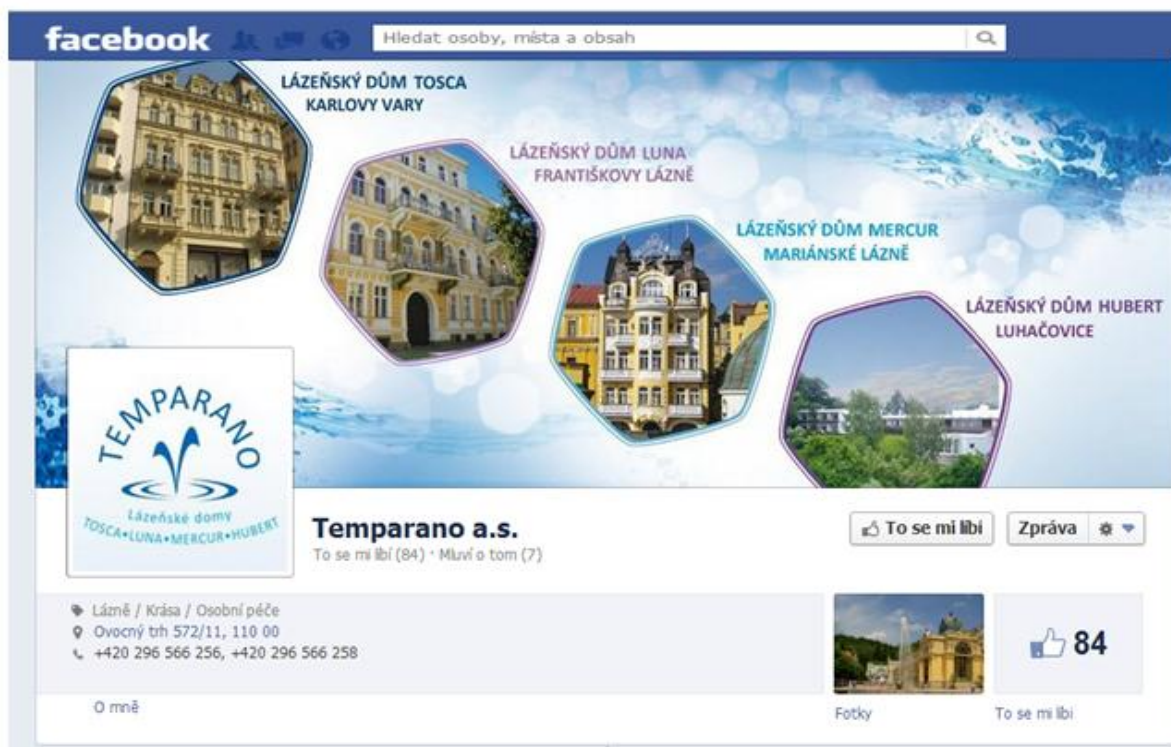 facebook
Hledat osoby, místa a obsah
LÁZEŇSKÝ DŮM TOSCA
KARLOVY VARY
LÁZEŇSKÝ DŮM LUNA
FRANTIŠKOVY LÁZNĚ
LÁZEŇSKÝ DŮM MERCUR
MARIÁNSKÉ LÁZNĚ
LÁZEŇSKÝ DŮM HUBERT
LUHAČOVICE
TEMPARANO
Lázeňské domy
TOSCA•LUNA•MERCUR•HUBERT
Temparano a.s.
To se mi líbí (84) · Mluví o tom (7)
To se mi líbí
Zpráva
Lázně / Krása / Osobní péče
Ovocný trh 572/11, 110 00
+420 296 566 256, +420 296 566 258
84
O mně
Fotky
To se mi líbí